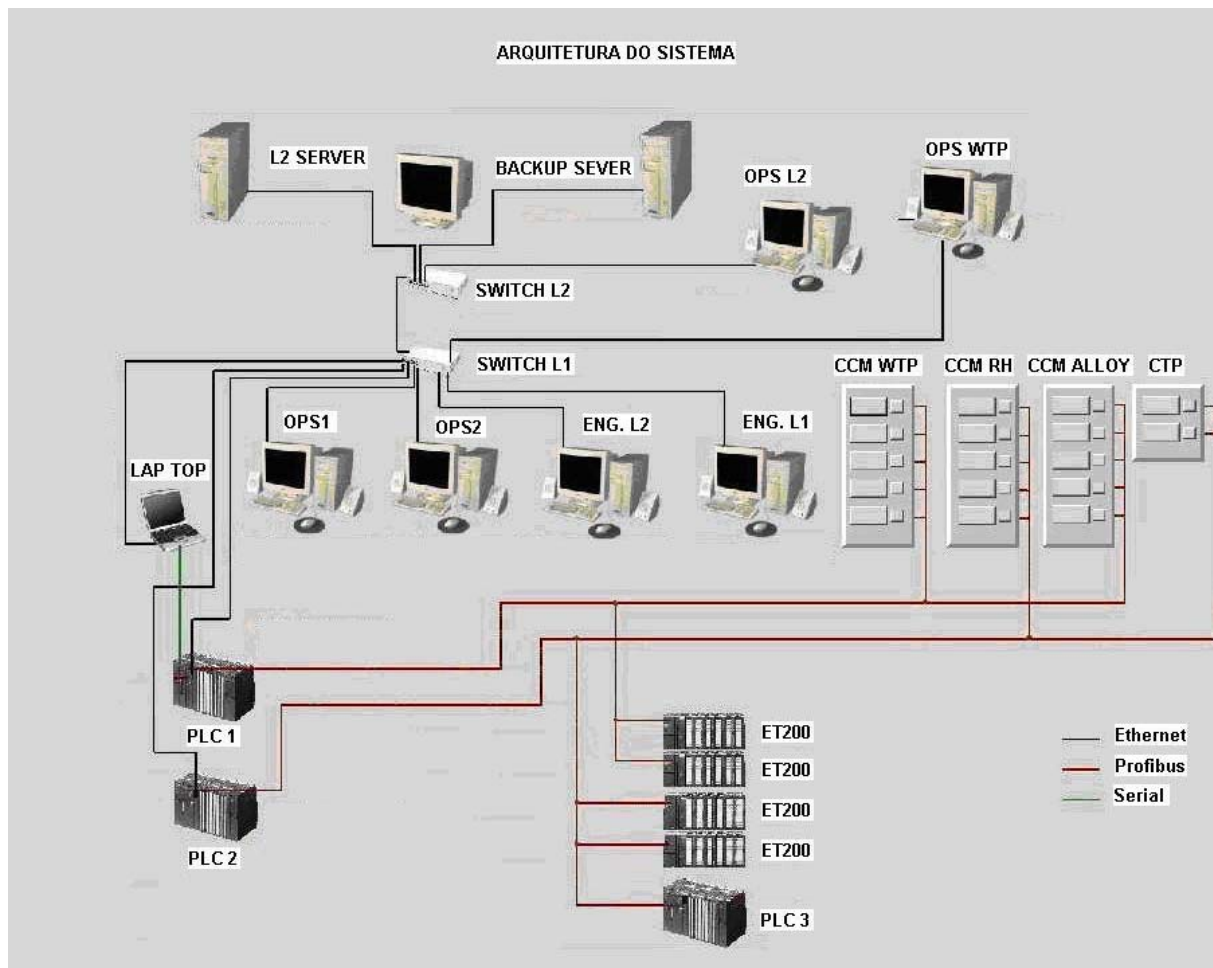 ARQUITETURA DO SISTEMA
L2 SERVER
BACKUP SEVER
OPS L2
OPS WTP
SWITCH L2
SWITCH L1
CCM WTP
CCM RH
CCM ALLOY
CTP
OPS1
OPS2
ENG. L2
ENG. L1
LAP TOP
PLC 1
PLC 2
ET200
ET200
ET200
ET200
PLC 3
Ethernet
Profibus
Serial